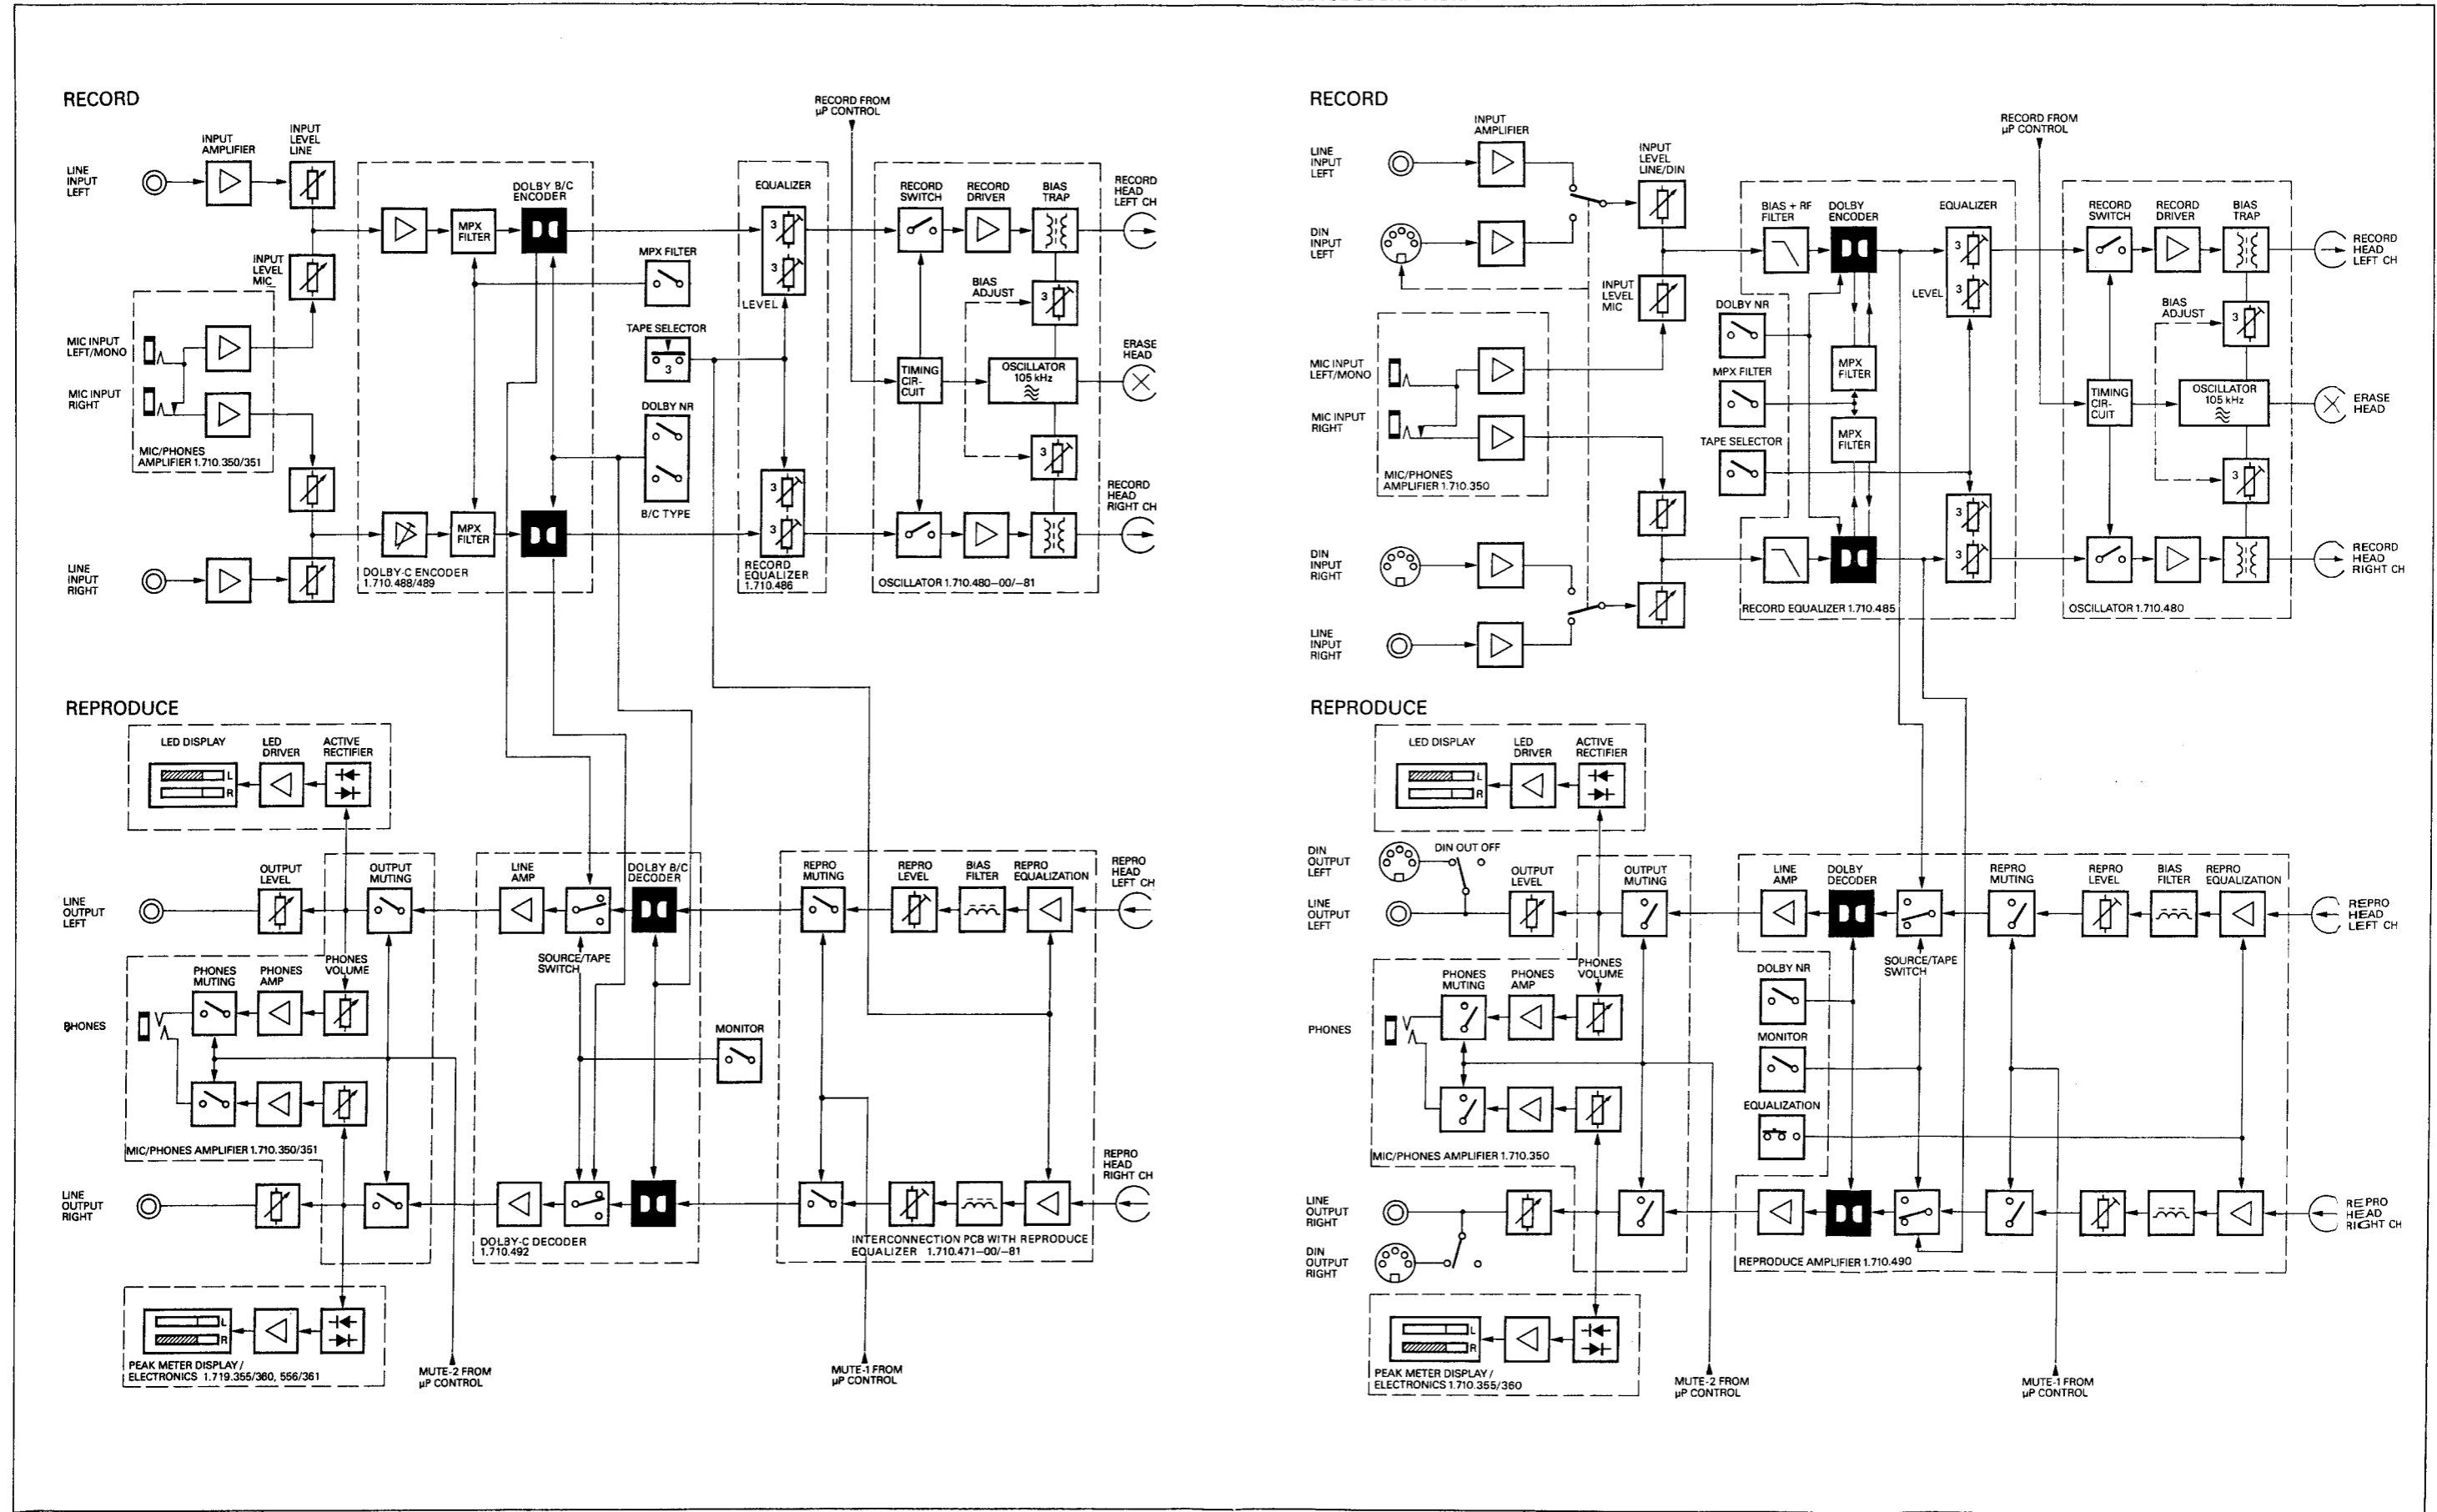 RECORD
RECORD FROM
µP CONTROL
INPUT
AMPLIFIER
INPUT
LEVEL
LINE
LINE
INPUT
LEFT
DOLBY B/C
ENCODER
EQUALIZER
RECORD
SWITCH
RECORD
DRIVER
BIAS
TRAP
RECORD
HEAD
LEFT CH
MPX
FILTER
3
3
LEVEL
MPX FILTER
INPUT
LEVEL
MIC
BIAS
ADJUST
3
TAPE SELECTOR
3
MIC INPUT
LEFT/MONO
MIC INPUT
RIGHT
TIMING
CIR-
CUIT
OSCILLATOR
105 kHz
ERASE
HEAD
DOLBY NR
B/C TYPE
MIC/PHONES
AMPLIFIER 1.710.350/351
3
3
3
MPX
FILTER
RECORD
HEAD
RIGHT CH
LINE
INPUT
RIGHT
DOLBY-C ENCODER
1.710.488/489
RECORD
EQUALIZER
1.710.486
OSCILLATOR 1.710.480-00/-81
REPRODUCE
LED DISPLAY
LED
DRIVER
ACTIVE
RECTIFIER
L
R
OUTPUT
LEVEL
OUTPUT
MUTING
LINE
AMP
DOLBY B/C
DECODER
REPRO
MUTING
REPRO
LEVEL
BIAS
FILTER
REPRO
EQUALIZATION
REPRO
HEAD
LEFT CH
LINE
OUTPUT
LEFT
SOURCE/TAPE
SWITCH
PHONES
MUTING
PHONES
AMP
PHONES
VOLUME
PHONES
MONITOR
MIC/PHONES AMPLIFIER 1.710.350/351
REPRO
HEAD
RIGHT CH
LINE
OUTPUT
RIGHT
DOLBY-C DECODER
1.710.492
INTERCONNECTION PCB WITH REPRODUCE
EQUALIZER 1.710.471-00/-81
L
R
PEAK METER DISPLAY /
ELECTRONICS 1.719.355/360, 556/361
MUTE-2 FROM
µP CONTROL
MUTE-1 FROM
µP CONTROL
RECORD
RECORD FROM
µP CONTROL
INPUT
AMPLIFIER
LINE
INPUT
LEFT
INPUT
LEVEL
LINE/DIN
DIN
INPUT
LEFT
BIAS + RF
FILTER
DOLBY
ENCODER
EQUALIZER
RECORD
SWITCH
RECORD
DRIVER
BIAS
TRAP
RECORD
HEAD
LEFT CH
3
3
LEVEL
INPUT
LEVEL
MIC
DOLBY NR
BIAS
ADJUST
3
MPX
FILTER
MPX FILTER
MIC INPUT
LEFT/MONO
MIC INPUT
RIGHT
TIMING
CIR-
CUIT
OSCILLATOR
105 kHz
ERASE
HEAD
MPX
FILTER
TAPE SELECTOR
MIC/PHONES
AMPLIFIER 1.710.350
3
3
3
DIN
INPUT
RIGHT
RECORD
HEAD
RIGHT CH
RECORD EQUALIZER 1.710.485
OSCILLATOR 1.710.480
LINE
INPUT
RIGHT
REPRODUCE
LED DISPLAY
LED
DRIVER
ACTIVE
RECTIFIER
L
R
DIN
OUTPUT
LEFT
DIN OUT OFF
OUTPUT
LEVEL
OUTPUT
MUTING
LINE
AMP
DOLBY
DECODER
REPRO
MUTING
REPRO
LEVEL
BIAS
FILTER
REPRO
EQUALIZATION
LINE
OUTPUT
LEFT
REPRO
HEAD
LEFT CH
SOURCE/TAPE
SWITCH
PHONES
MUTING
PHONES
AMP
PHONES
VOLUME
DOLBY NR
PHONES
MONITOR
EQUALIZATION
MIC/PHONES AMPLIFIER 1.710.350
LINE
OUTPUT
RIGHT
REPRO
HEAD
RIGHT CH
DIN
OUTPUT
RIGHT
REPRODUCE AMPLIFIER 1.710.490
L
R
PEAK METER DISPLAY /
ELECTRONICS 1.710.355/360
MUTE-2 FROM
µP CONTROL
MUTE-1 FROM
µP CONTROL